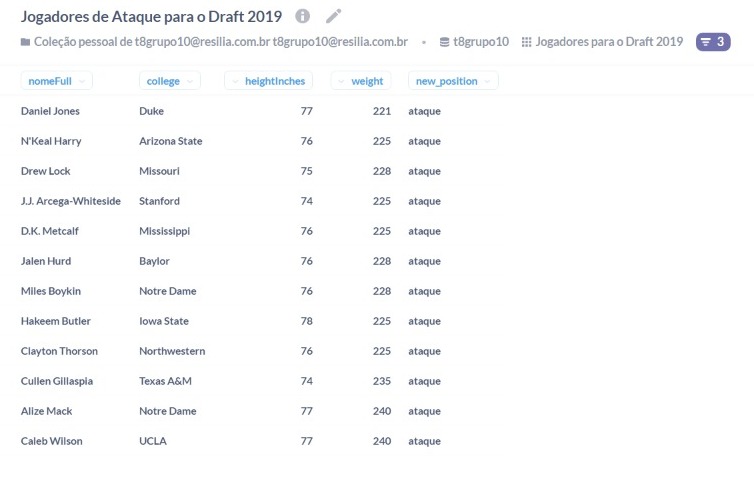 Jogadores de Ataque para o Draft 2019
Coleção pessoal de t8grupo10@resilia.com.br t8grupo10@resilia.com.br • t8grupo10 Jogadores para o Draft 2019 3
nomeFull college heightInches weight new_position
Daniel Jones Duke 77 221 ataque
N'Keal Harry Arizona State 76 225 ataque
Drew Lock Missouri 75 228 ataque
J.J. Arcega-Whiteside Stanford 74 225 ataque
D.K. Metcalf Mississippi 76 225 ataque
Jalen Hurd Baylor 76 228 ataque
Miles Boykin Notre Dame 76 228 ataque
Hakeem Butler Iowa State 78 225 ataque
Clayton Thorson Northwestern 76 225 ataque
Cullen Gillaspia Texas A&M 74 235 ataque
Alize Mack Notre Dame 77 240 ataque
Caleb Wilson UCLA 77 240 ataque